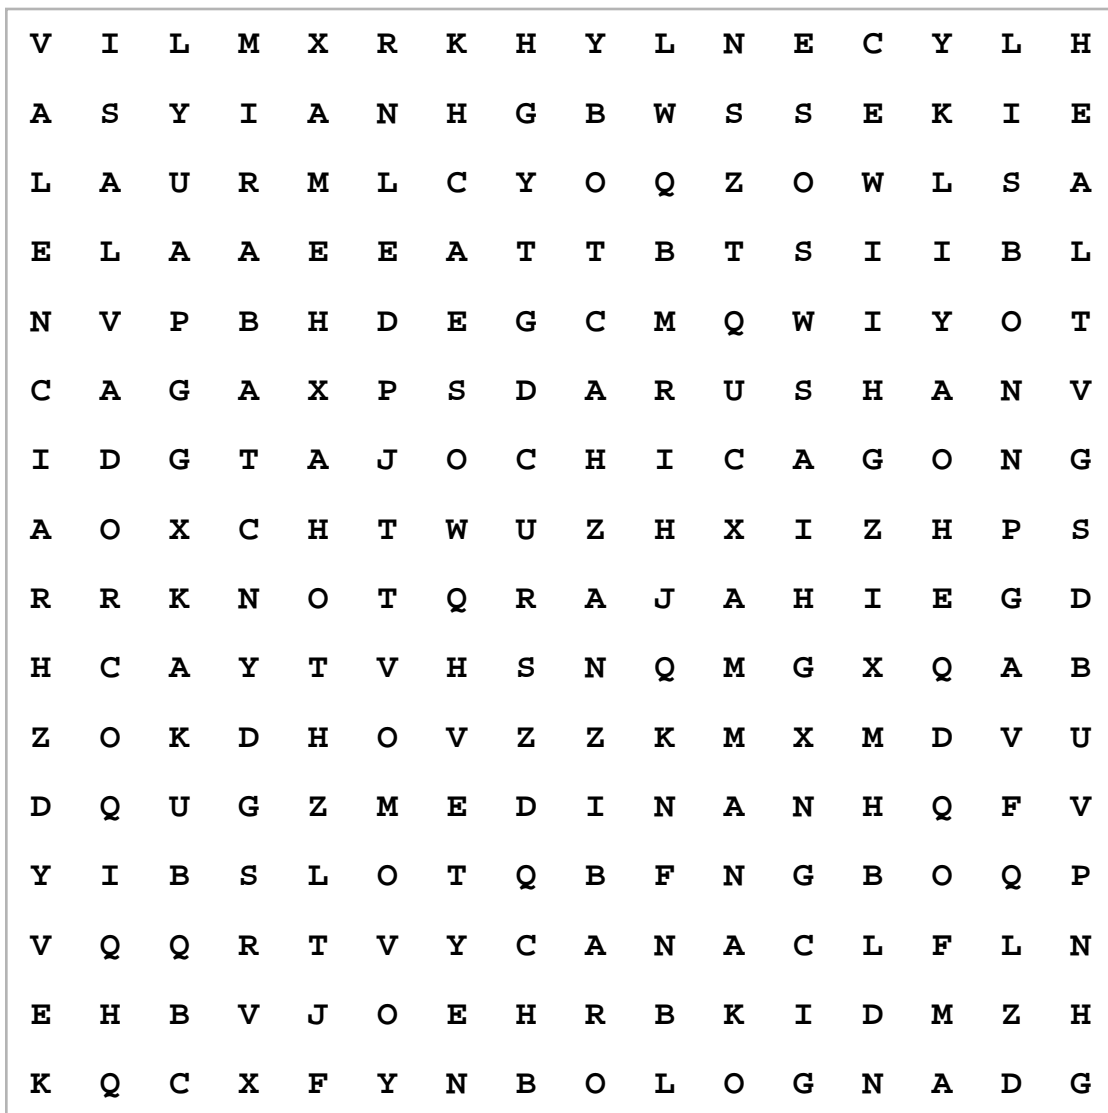 V I L M X R K H Y L N E C Y L H
A S Y I A N H G B W S S E K I E
L A U R M L C Y O Q Z O W L S A
E L A A E E A T T B T S I I B L
N V P B H D E G C M Q W I Y O T
C A G A X P S D A R U S H A N V
I D G T A J O C H I C A G O N G
A O X C H T W U Z H X I Z H P S
R R K N O T Q R A J A H I E G D
H C A Y T V H S N Q M G X Q A B
Z O K D H O V Z Z K M X M D V U
D Q U G Z M E D I N A N H Q F V
Y I B S L O T Q B F N G B O Q P
V Q Q R T V Y C A N A C L F L N
E H B V J O E H R B K I D M Z H
K Q C X F Y N B O L O G N A D G